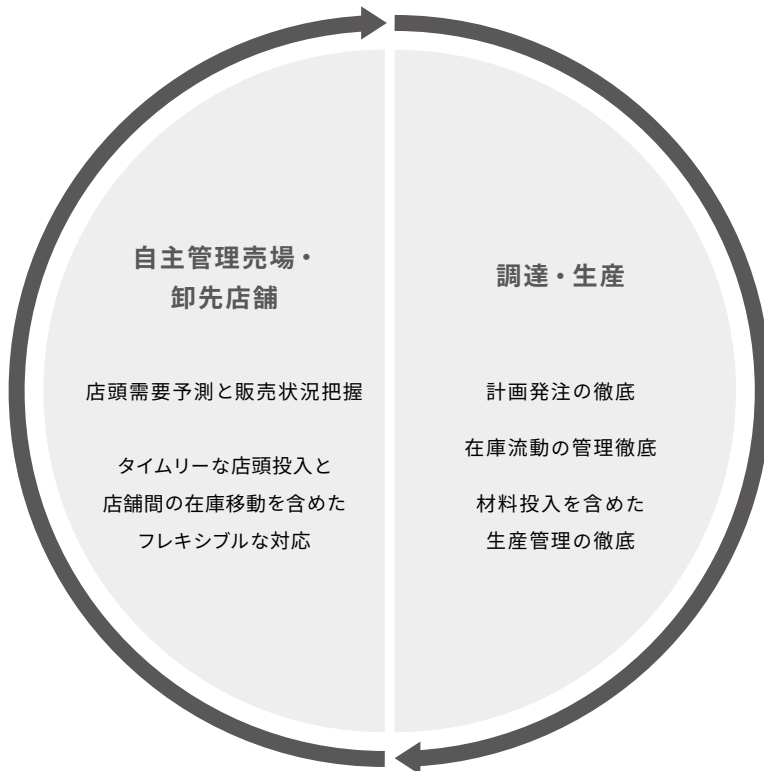 自主管理売場・
卸先店舗
店頭需要予測と販売状況把握
タイムリーな店頭投入と
店舗間の在庫移動を含めた
フレキシブルな対応
調達・生産
計画発注の徹底
在庫流動の管理徹底
材料投入を含めた
生産管理の徹底